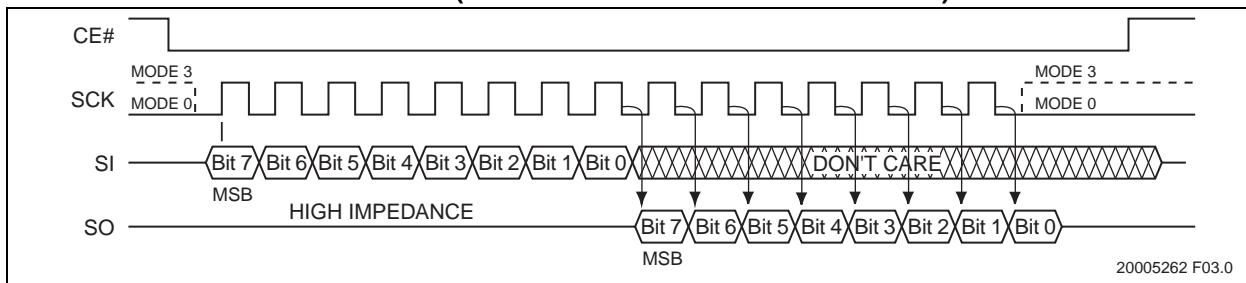 CE#
MODE 3
MODE 3
SCK
MODE 0
MODE 0
SI
Bit 7 Bit 6 Bit 5 Bit 4 Bit 3 Bit 2 Bit 1 Bit 0
DON'T CARE
MSB
HIGH IMPEDANCE
SO
Bit 7 Bit 6 Bit 5 Bit 4 Bit 3 Bit 2 Bit 1 Bit 0
MSB
20005262 F03.0